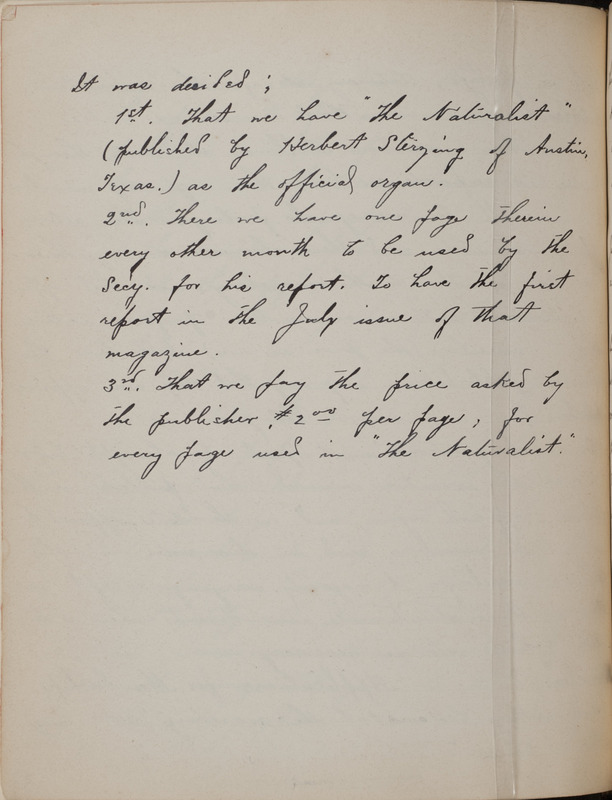 It was decided ;
1st. That we have "The Naturalist"
(published by Herbert Sterzing of Austin,
Texas.) as the official organ.
2nd. There we have one page therein
every other month to be used by the
Secy. for his report. To have the first
report in the July issue of that
magazine.
3rd. That we pay the price asked by
the publisher, $2.00 per page, for
every page used in "The Naturalist."